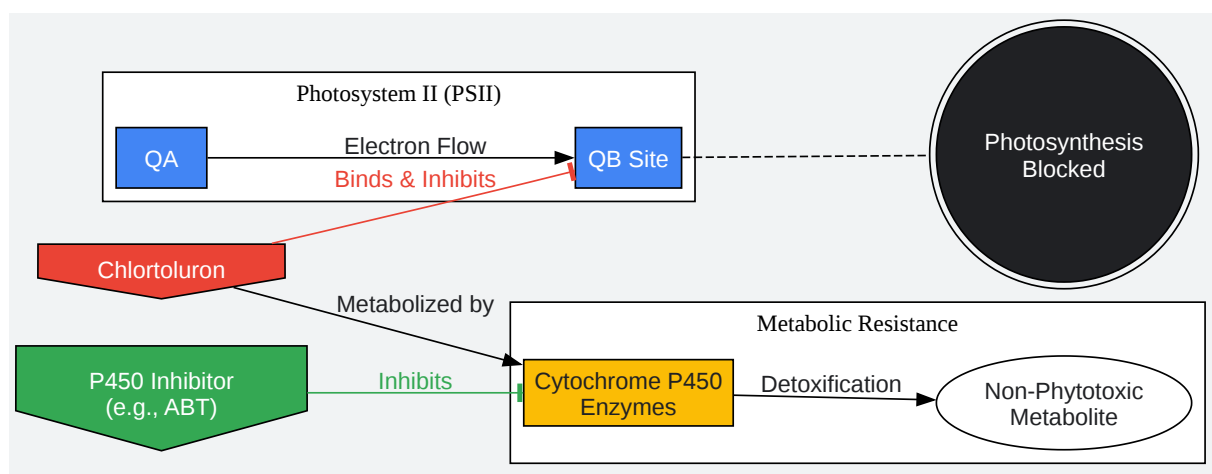 Photosystem II (PSII)
QA
Electron Flow
QB Site
Binds & Inhibits
Photosynthesis
Blocked
Chlortoluron
Metabolized by
Metabolic Resistance
P450 Inhibitor
(e.g., ABT)
Inhibits
Cytochrome P450
Enzymes
Detoxification
Non-Phytotoxic
Metabolite